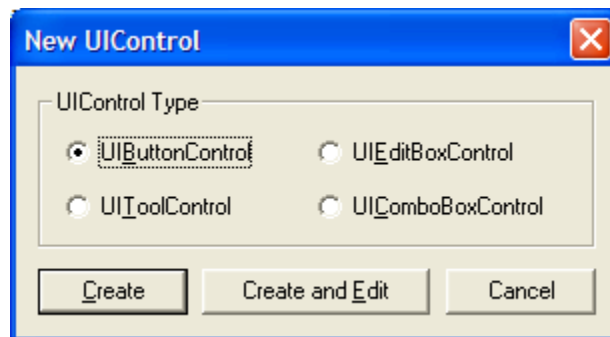 New UIControl
UIControl Type
UIButtonControl
UIEditBoxControl
UIToolControl
UIComboBoxControl
Create
Create and Edit
Cancel